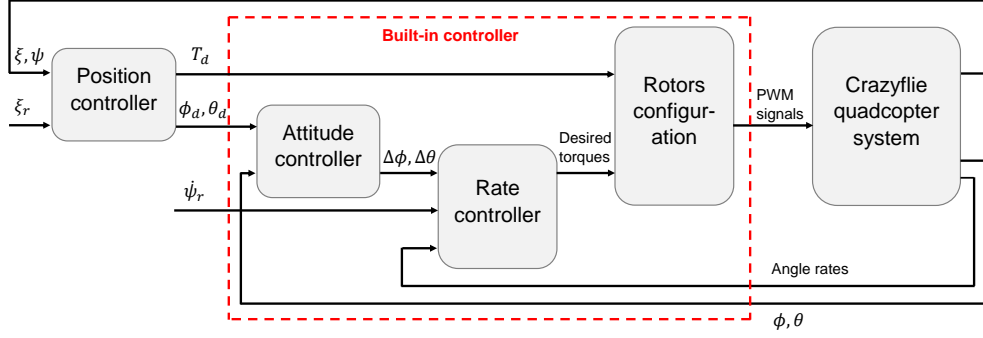 Built-in controller
ξ, ψ
ξ_r
Position
controller
T_d
ϕ_d, θ_d
Attitude
controller
Δϕ, Δθ
ψ̇_r
Rate
controller
Desired
torques
Rotors
configur-
ation
PWM
signals
Crazyflie
quadcopter
system
Angle rates
ϕ, θ